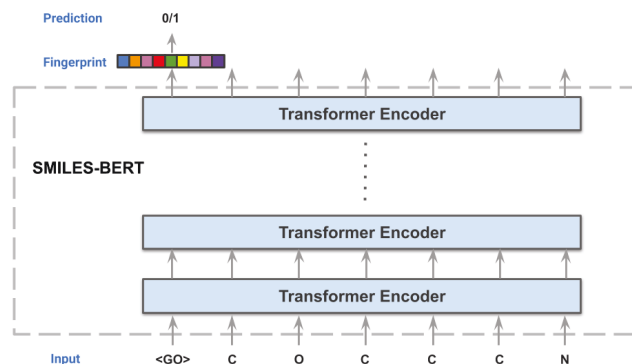 Prediction 0/1
Fingerprint
Transformer Encoder
SMILES-BERT
Transformer Encoder
Transformer Encoder
Input <GO> C O C C C N